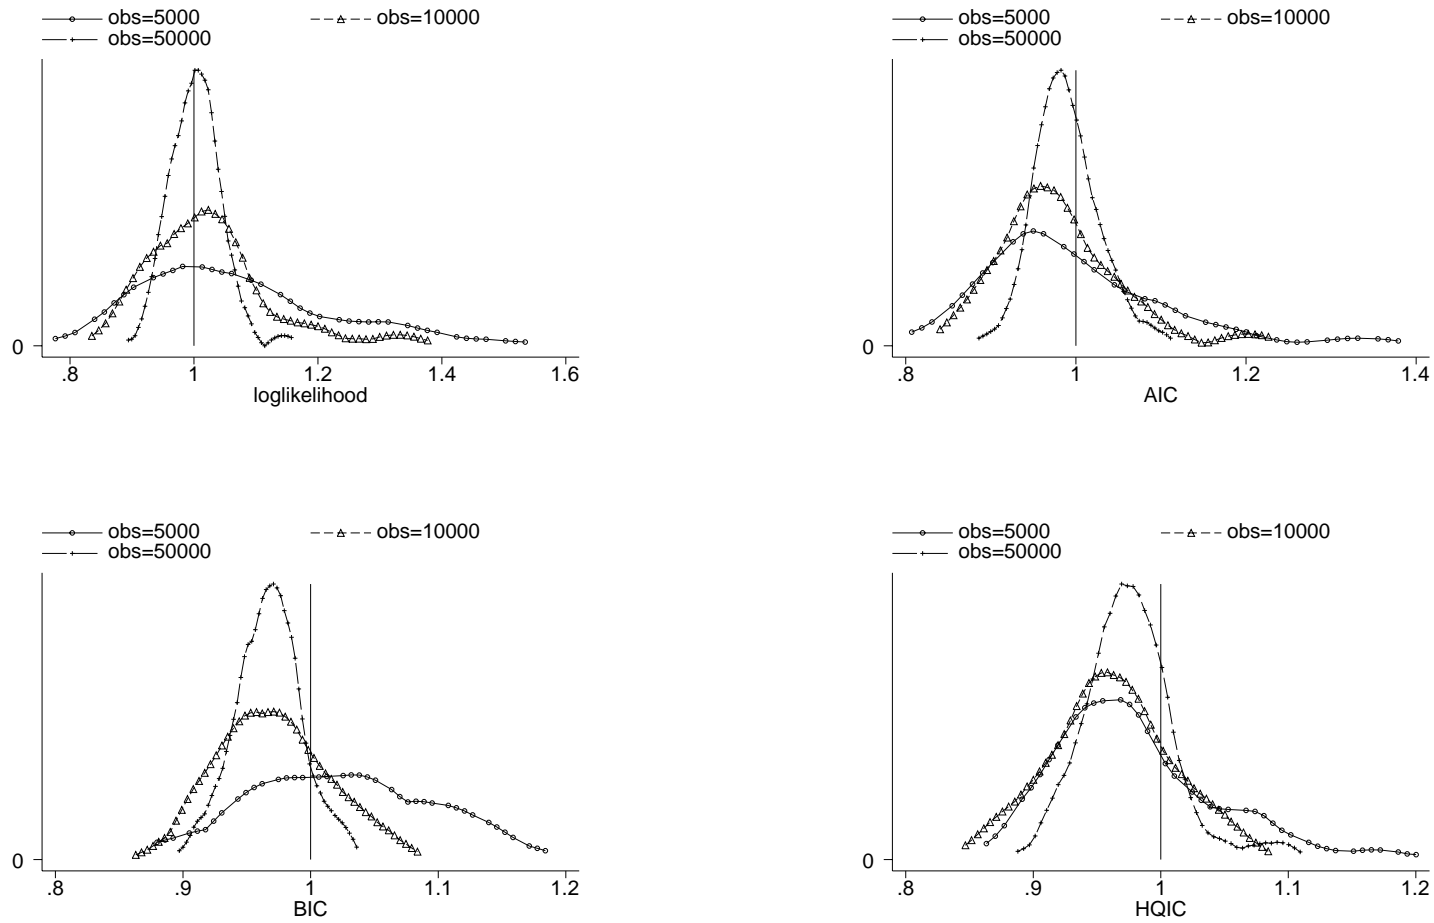 obs=5000 obs=10000
obs=50000
0
.8 1 1.2 1.4 1.6
loglikelihood
obs=5000 obs=10000
obs=50000
0
.8 1 1.2 1.4
AIC
obs=5000 obs=10000
obs=50000
0
.8 .9 1 1.1 1.2
BIC
obs=5000 obs=10000
obs=50000
0
.8 .9 1 1.1 1.2
HQIC